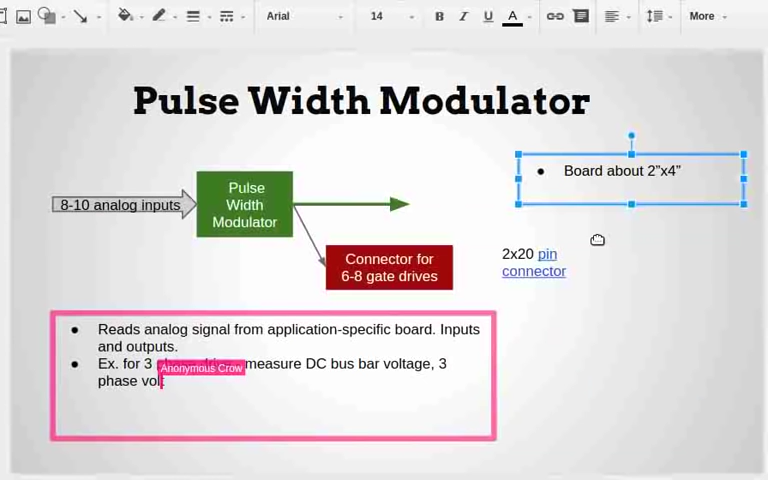 Arial 14 B I U A More
Pulse Width Modulator
Board about 2”x4”
8-10 analog inputs
Pulse
Width
Modulator
Connector for
6-8 gate drives
2x20 pin
connector
Reads analog signal from application-specific board. Inputs
and outputs.
Ex. for 3 measure DC bus bar voltage, 3
Anonymous Crow
phase volt